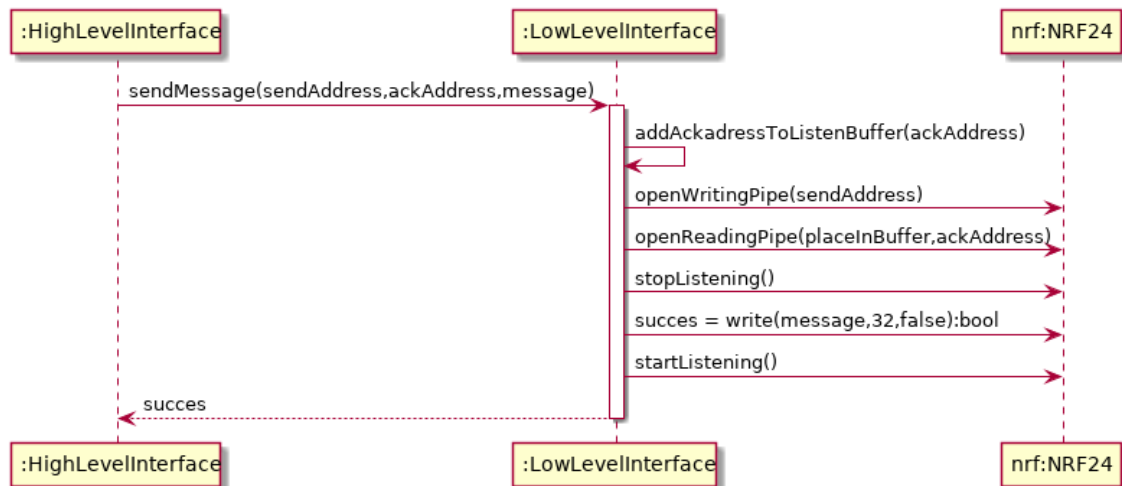 :HighLevelInterface
:LowLevelInterface
nrf:NRF24
sendMessage(sendAddress,ackAddress,message)
addAckadressToListenBuffer(ackAddress)
openWritingPipe(sendAddress)
openReadingPipe(placeInBuffer,ackAddress)
stopListening()
succes = write(message,32,false):bool
startListening()
succes
:HighLevelInterface
:LowLevelInterface
nrf:NRF24